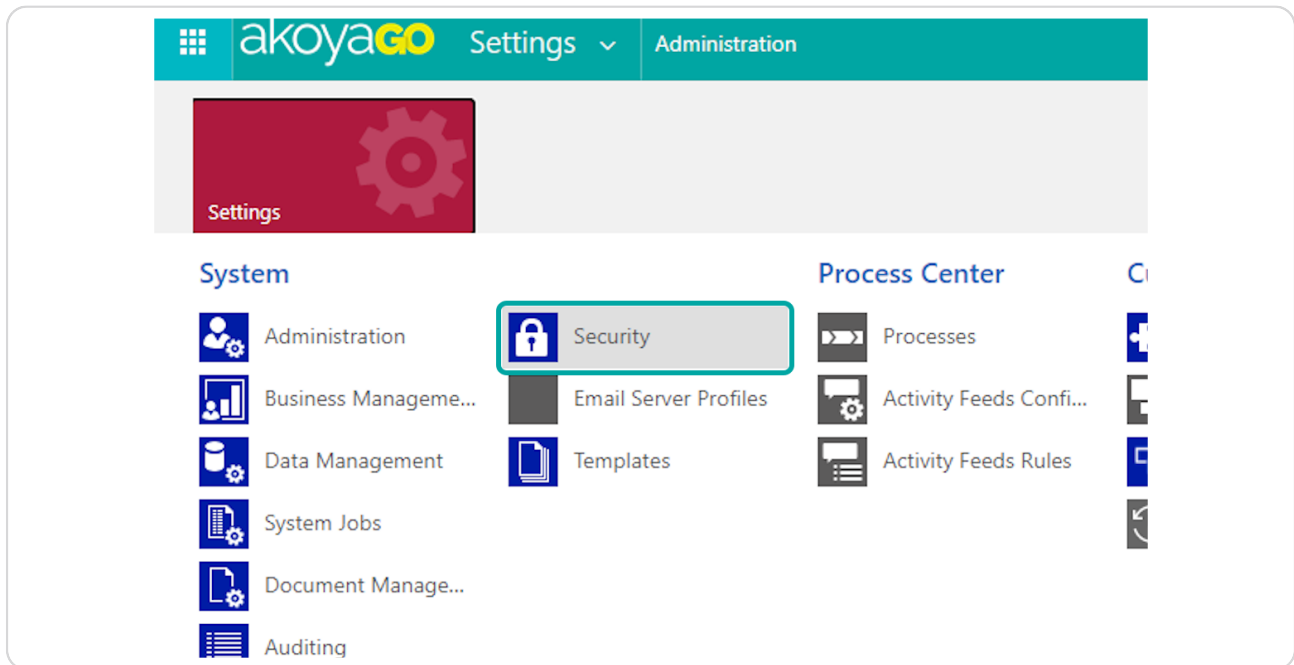 akoyaGO Settings Administration
Settings
System
Process Center
Administration
Security
Processes
Business Manageme...
Email Server Profiles
Activity Feeds Confi...
Data Management
Templates
Activity Feeds Rules
System Jobs
Document Manage...
Auditing